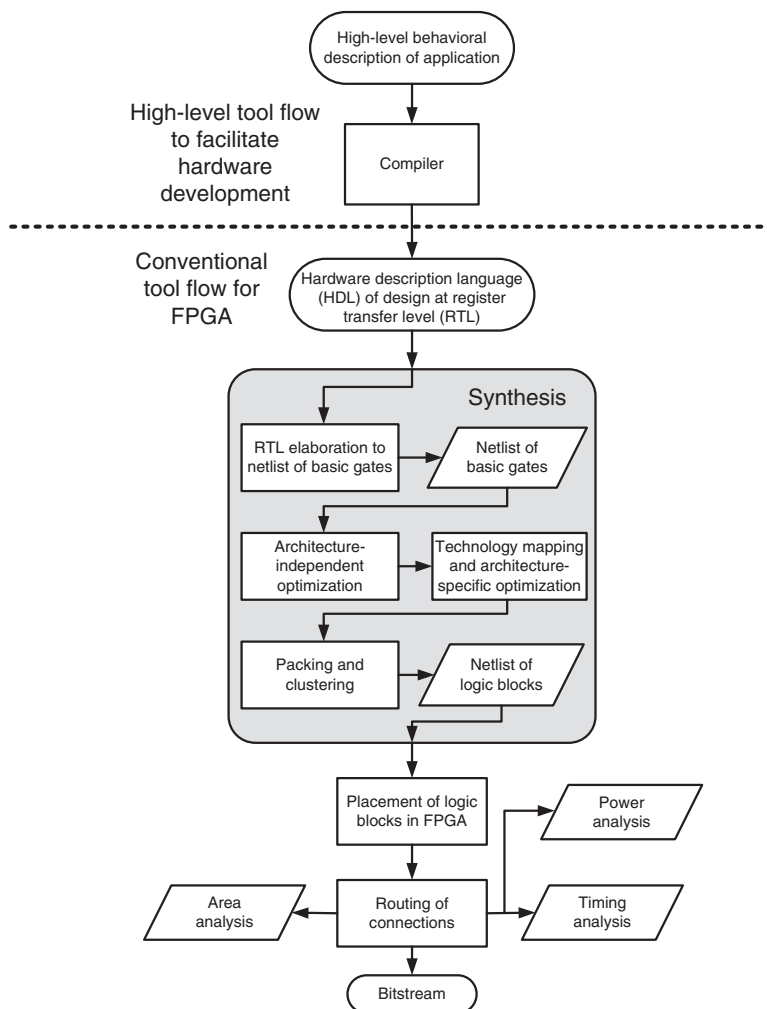 High-level behavioral
description of application
High-level tool flow
to facilitate
hardware
development
Compiler
Conventional
tool flow for
FPGA
Hardware description language
(HDL) of design at register
transfer level (RTL)
Synthesis
RTL elaboration to
netlist of basic gates
Netlist of
basic gates
Architecture-
independent
optimization
Technology mapping
and architecture-
specific optimization
Packing and
clustering
Netlist of
logic blocks
Placement of logic
blocks in FPGA
Power
analysis
Area
analysis
Routing of
connections
Timing
analysis
Bitstream